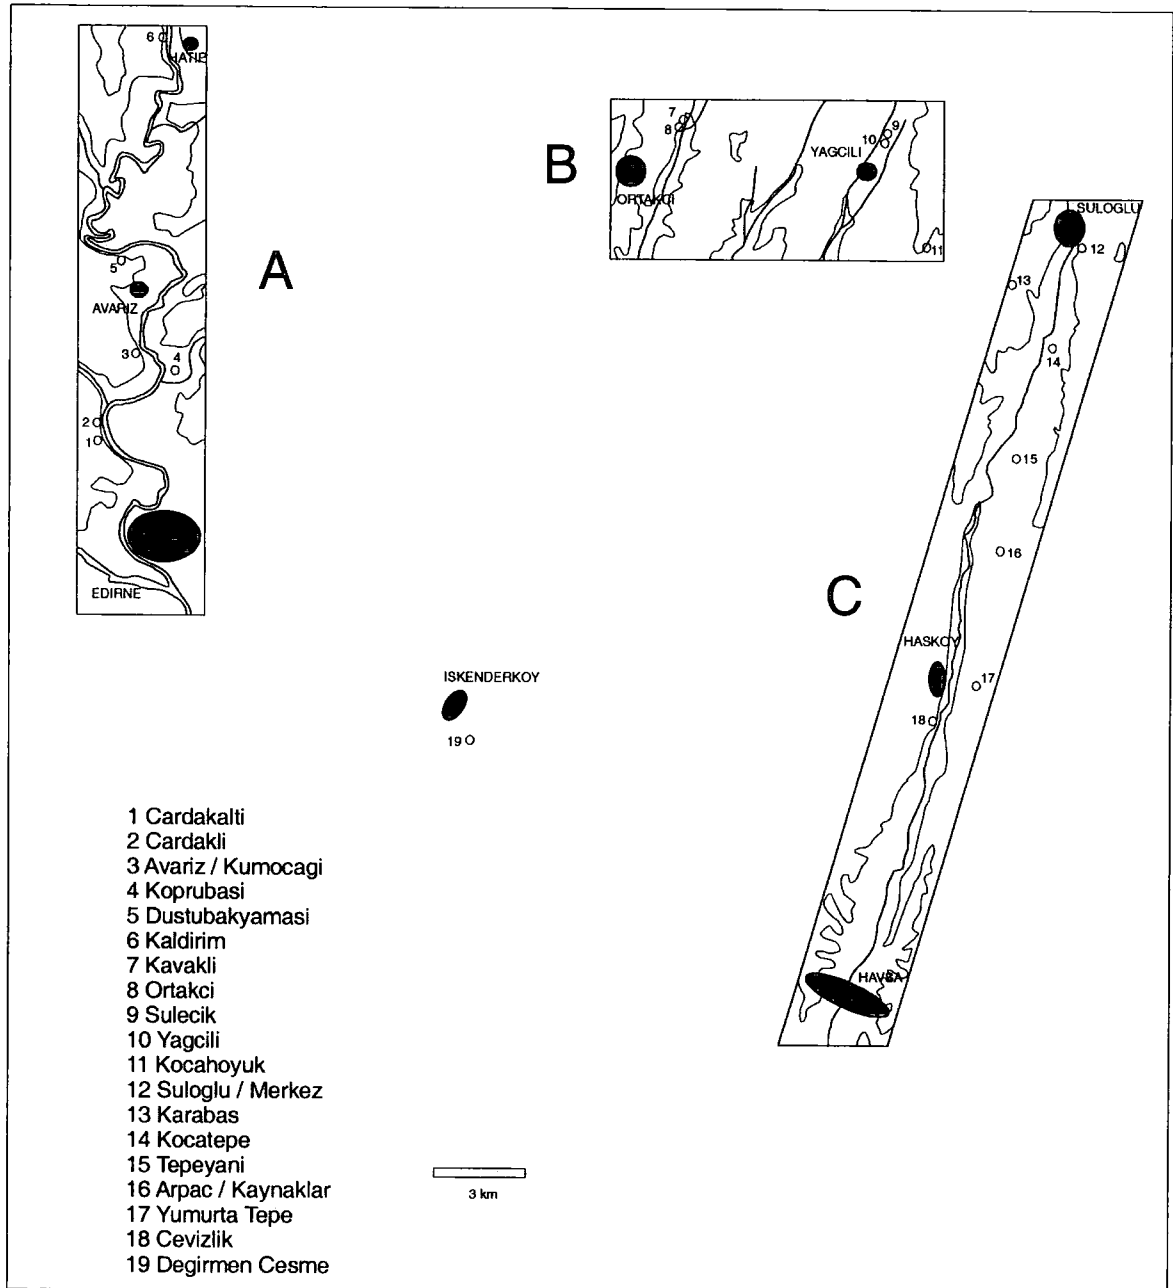 6
HATIP
A
5
AVARIZ
3
4
2
1
EDIRNE
B
7
8
ORTAKCI
YAGCILI
9
10
11
SULOGLU
12
13
14
15
16
C
HASKOY
17
18
HAVSA
ISKENDERKOY
19
1 Cardakalti
2 Cardakli
3 Avariz / Kumocagi
4 Koprubasi
5 Dustubakyamasi
6 Kaldirim
7 Kavakli
8 Ortakci
9 Sulecik
10 Yagcili
11 Kocahoyuk
12 Suloglu / Merkez
13 Karabas
14 Kocatepe
15 Tepeyani
16 Arpac / Kaynaklar
17 Yumurta Tepe
18 Cevizlik
19 Degirmen Cesme
3 km